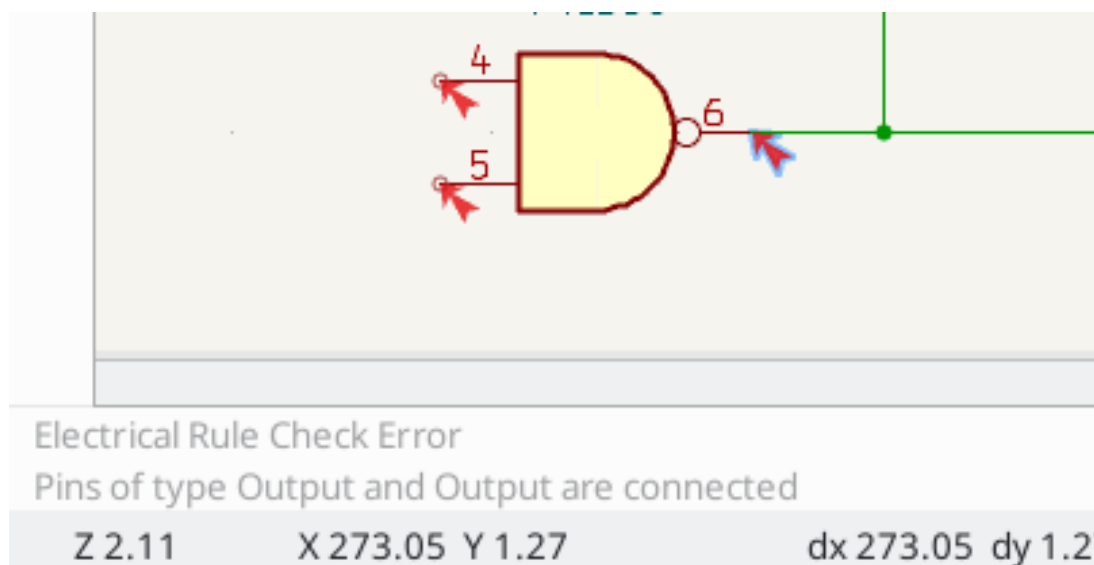 4
6
5
Electrical Rule Check Error
Pins of type Output and Output are connected
Z 2.11 X 273.05 Y 1.27 dx 273.05 dy 1.2